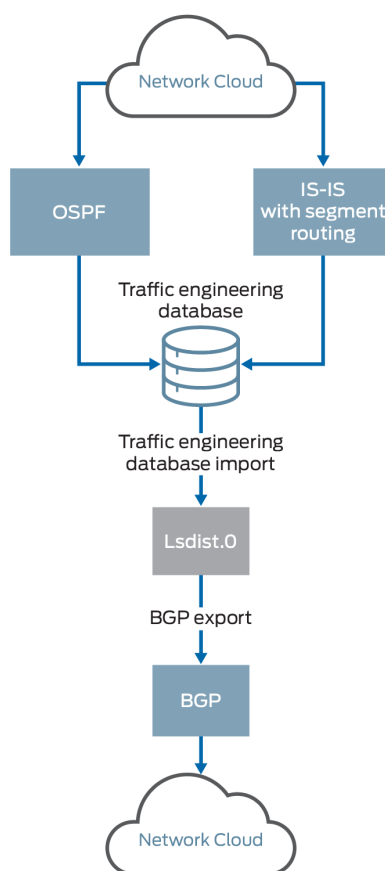 Network Cloud
OSPF
IS-IS
with segment
routing
Traffic engineering
database
Traffic engineering
database import
Lsdist.0
BGP export
BGP
Network Cloud